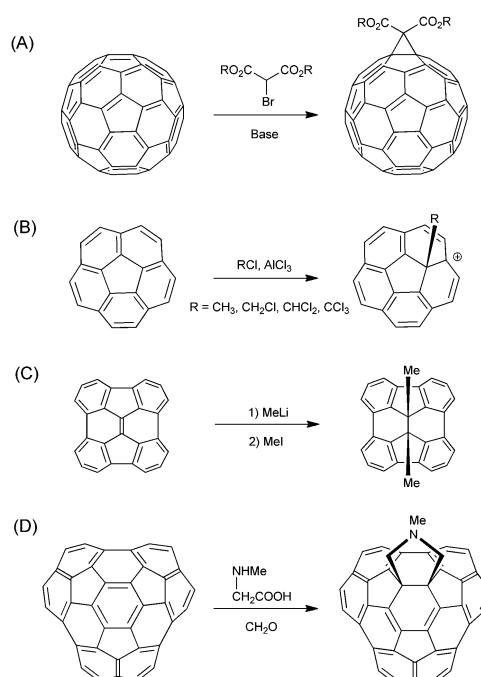 (A)
RO₂C CO₂R
Br
Base
RO₂C CO₂R
(B)
RCl, AlCl₃
R = CH₃, CH₂Cl, CHCl₂, CCl₃
R
⊕
(C)
1) MeLi
2) MeI
Me
Me
(D)
NHMe
CH₂COOH
CH₂O
Me
N